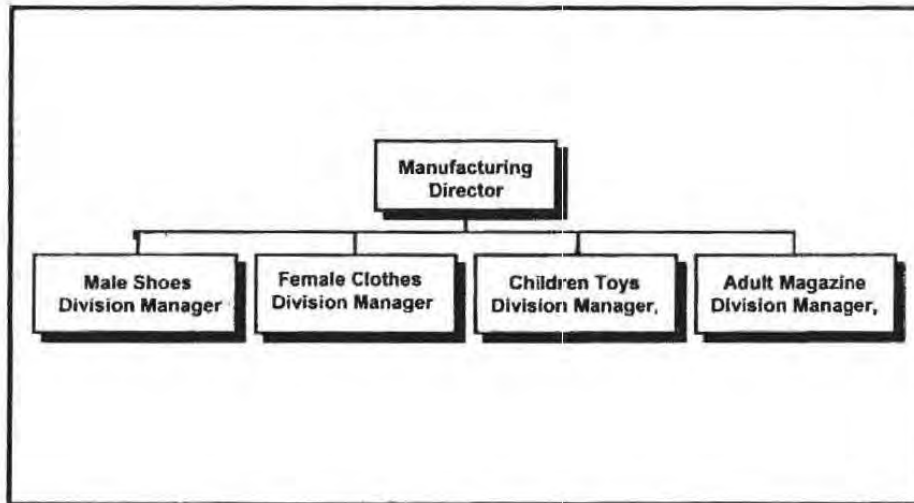 Manufacturing
Director
Male Shoes
Division Manager
Female Clothes
Division Manager
Children Toys
Division Manager,
Adult Magazine
Division Manager,